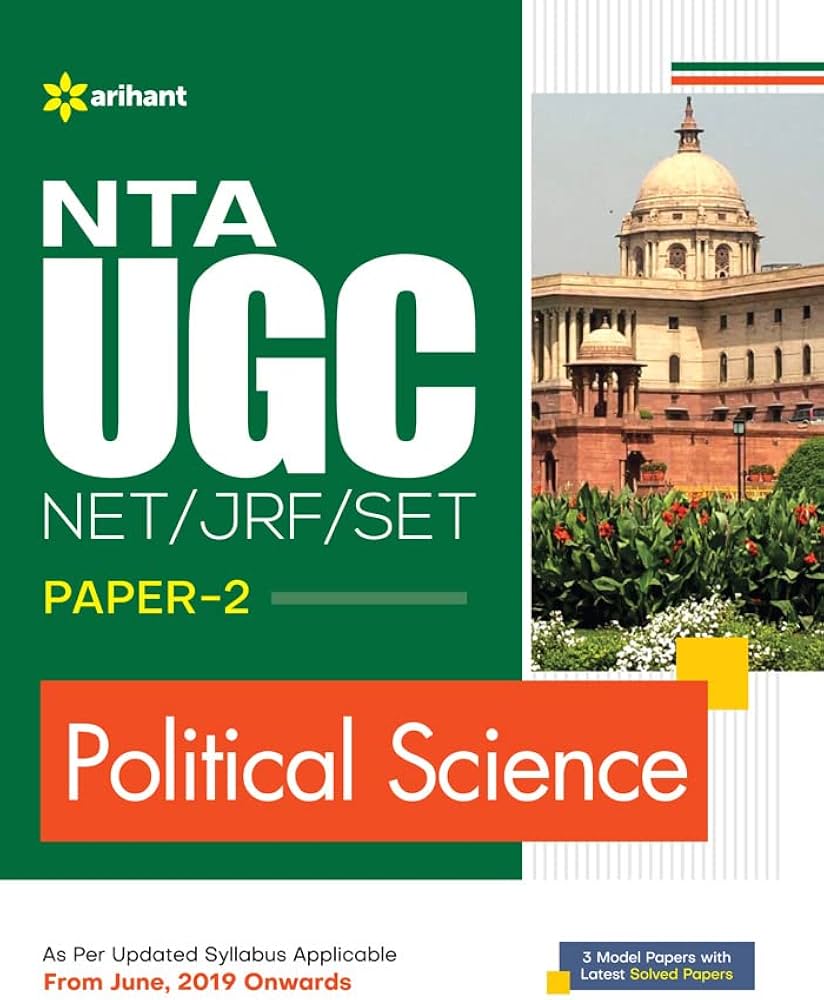 arihant
NTA
UGC
NET/JRF/SET
PAPER-2
Political Science
As Per Updated Syllabus Applicable
From June, 2019 Onwards
3 Model Papers with
Latest Solved Papers